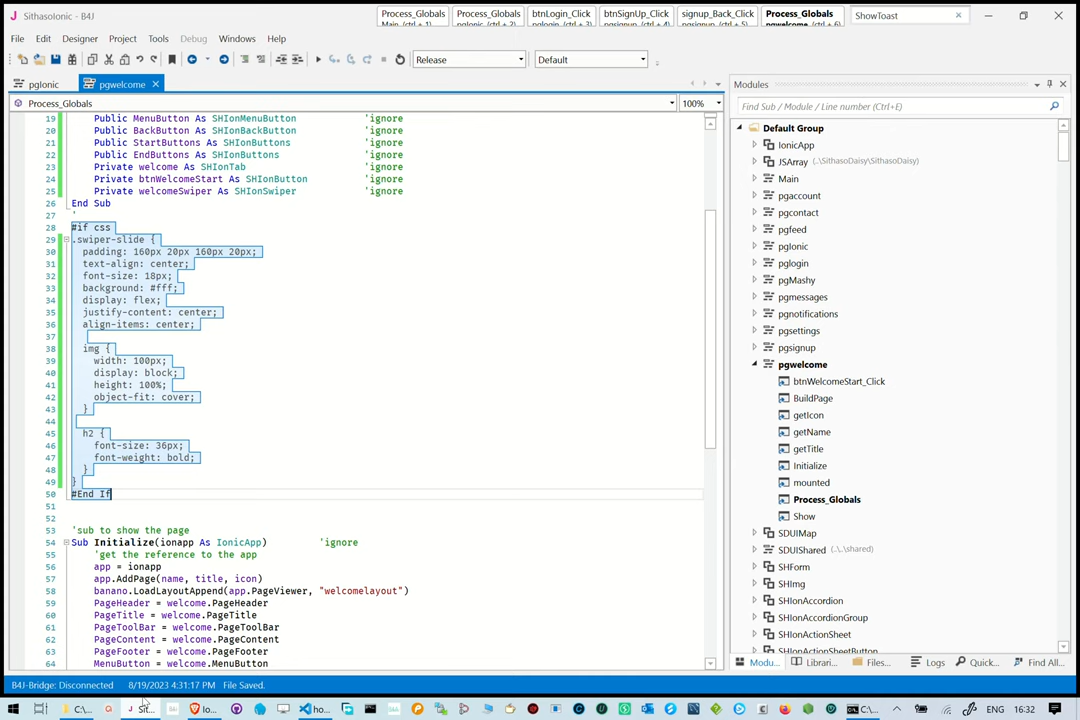 SithasoIonic - B4J
Process_Globals
Process_Globals
btnLogin_Click
btnSignUp_Click
signup_Back_Click
Process_Globals
ShowToast
File Edit Designer Project Tools Debug Windows Help
Release
Default
pgIonic
pgwelcome
Process_Globals
100%
19 Public MenuButton As SHIonMenuButton 'ignore
20 Public BackButton As SHIonBackButton 'ignore
21 Public StartButtons As SHIonButtons 'ignore
22 Public EndButtons As SHIonButtons 'ignore
23 Private welcome As SHIonTab 'ignore
24 Private btnWelcomeStart As SHIonButton 'ignore
25 Private welcomeSwiper As SHIonSwiper 'ignore
26 End Sub
27 '
28 #if css
29 .swiper-slide {
30 padding: 160px 20px 160px 20px;
31 text-align: center;
32 font-size: 18px;
33 background: #fff;
34 display: flex;
35 justify-content: center;
36 align-items: center;
37
38 img {
39 width: 100px;
40 display: block;
41 height: 100%;
42 object-fit: cover;
43 }
44
45 h2 {
46 font-size: 36px;
47 font-weight: bold;
48 }
49 }
50 #End If
51
52
53 'sub to show the page
54 Sub Initialize(ionapp As IonicApp) 'ignore
55 'get the reference to the app
56 app = ionapp
57 app.AddPage(name, title, icon)
58 banano.LoadLayoutAppend(app.PageViewer, "welcomelayout")
59 PageHeader = welcome.PageHeader
60 PageTitle = welcome.PageTitle
61 PageToolBar = welcome.PageToolBar
62 PageContent = welcome.PageContent
63 PageFooter = welcome.PageFooter
64 MenuButton = welcome.MenuButton
Modules
Find Sub / Module / Line number (Ctrl+E)
Default Group
IonicApp
JSArray (..\SithasoDaisy\SithasoDaisy)
Main
pgaccount
pgcontact
pgfeed
pgIonic
pglogin
pgMashy
pgmessages
pgnotifications
pgsettings
pgsignup
pgwelcome
btnWelcomeStart_Click
BuildPage
getIcon
getName
getTitle
Initialize
mounted
Process_Globals
Show
SDUIMap
SDUIShared (..\..\shared)
SHForm
SHImg
SHIonAccordion
SHIonAccordionGroup
SHIonActionSheet
SHIonActionSheetButton
Modu... Librari... Files... Logs Quick... Find All...
B4J-Bridge: Disconnected 8/19/2023 4:31:17 PM File Saved.
C:\... Sit... lo... ho... C:\... ENG 16:32